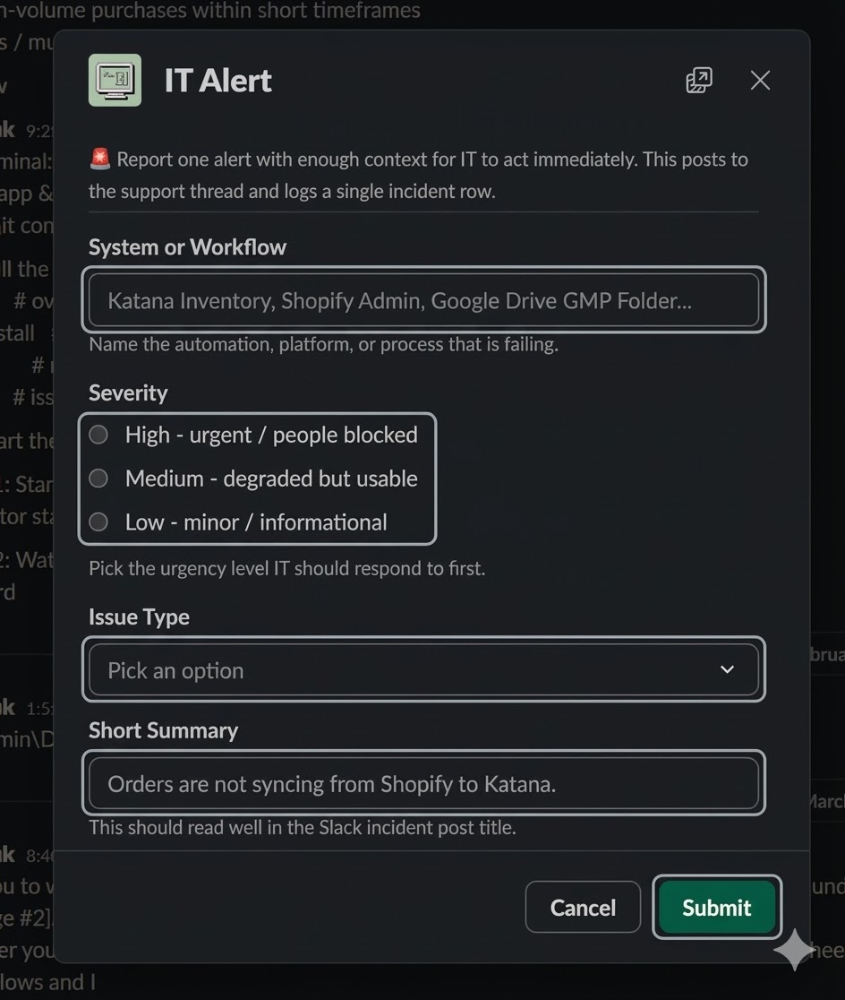 n-volume purchases within short timeframes
s / mu
IT Alert
🚨 Report one alert with enough context for IT to act immediately. This posts to
the support thread and logs a single incident row.
System or Workflow
Katana Inventory, Shopify Admin, Google Drive GMP Folder...
Name the automation, platform, or process that is failing.
Severity
High - urgent / people blocked
Medium - degraded but usable
Low - minor / informational
Pick the urgency level IT should respond to first.
Issue Type
Pick an option
Short Summary
Orders are not syncing from Shopify to Katana.
This should read well in the Slack incident post title.
Cancel
Submit
lows and I